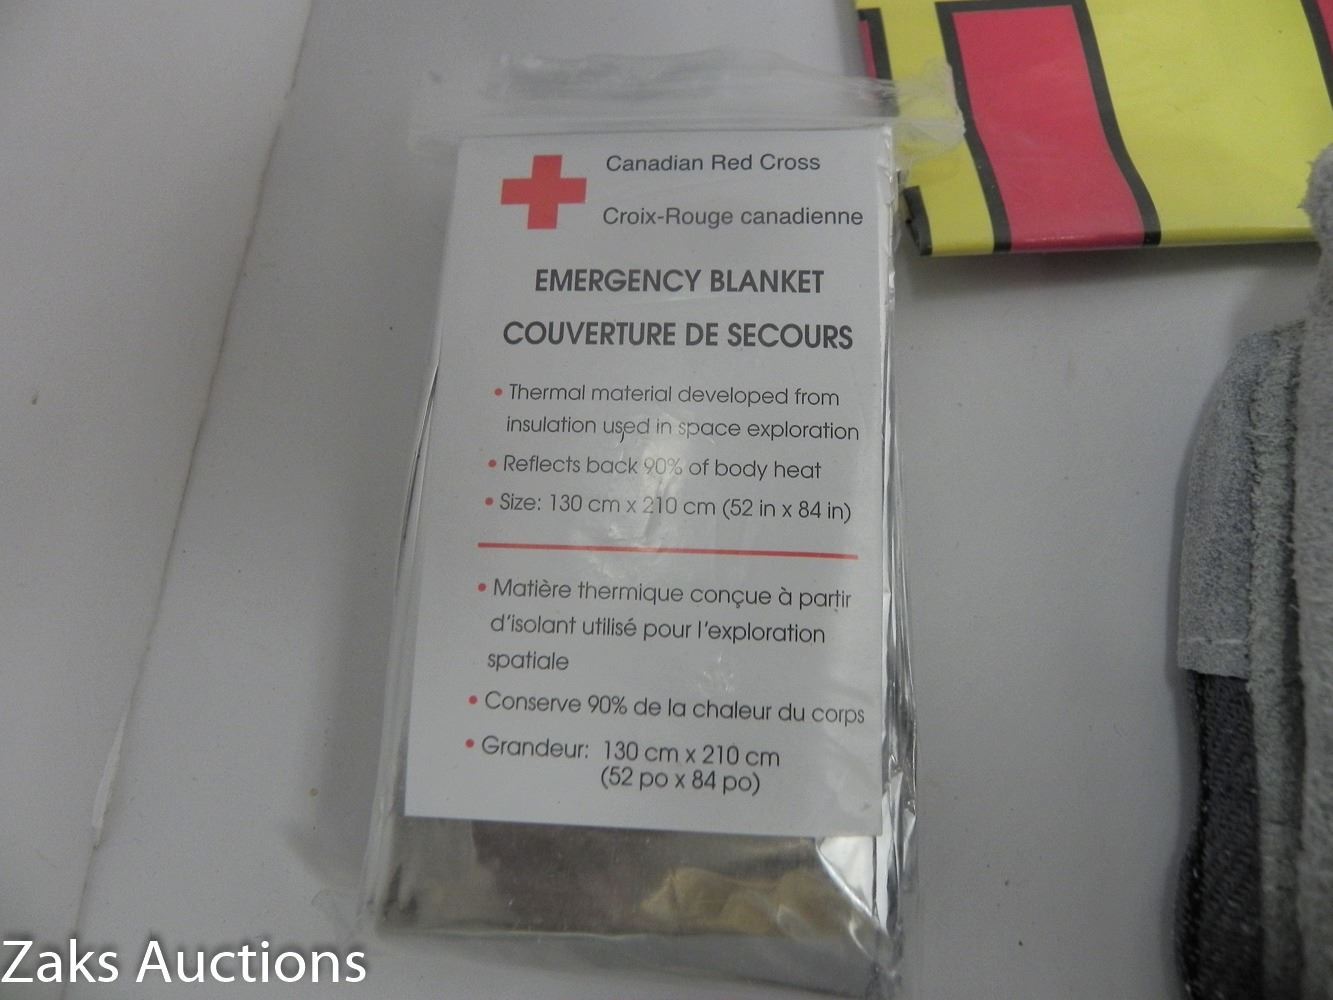 Canadian Red Cross
Croix-Rouge canadienne
EMERGENCY BLANKET
COUVERTURE DE SECOURS
• Thermal material developed from
insulation used in space exploration
• Reflects back 90% of body heat
• Size: 130 cm x 210 cm (52 in x 84 in)
• Matière thermique conçue à partir
d'isolant utilisé pour l'exploration
spatiale
• Conserve 90% de la chaleur du corps
• Grandeur: 130 cm x 210 cm
(52 po x 84 po)
Zaks Auctions